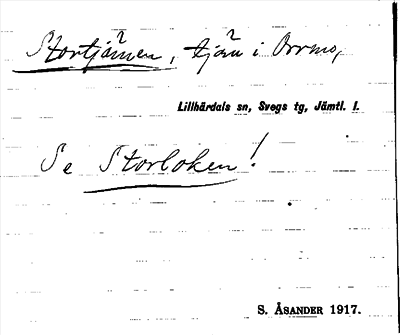 Stortjärnen, tjärn i Orrmo,
Lillhärdals sn, Svegs tg, Jämtl. l.
Se Storloken!
S. ÅSANDER 1917.